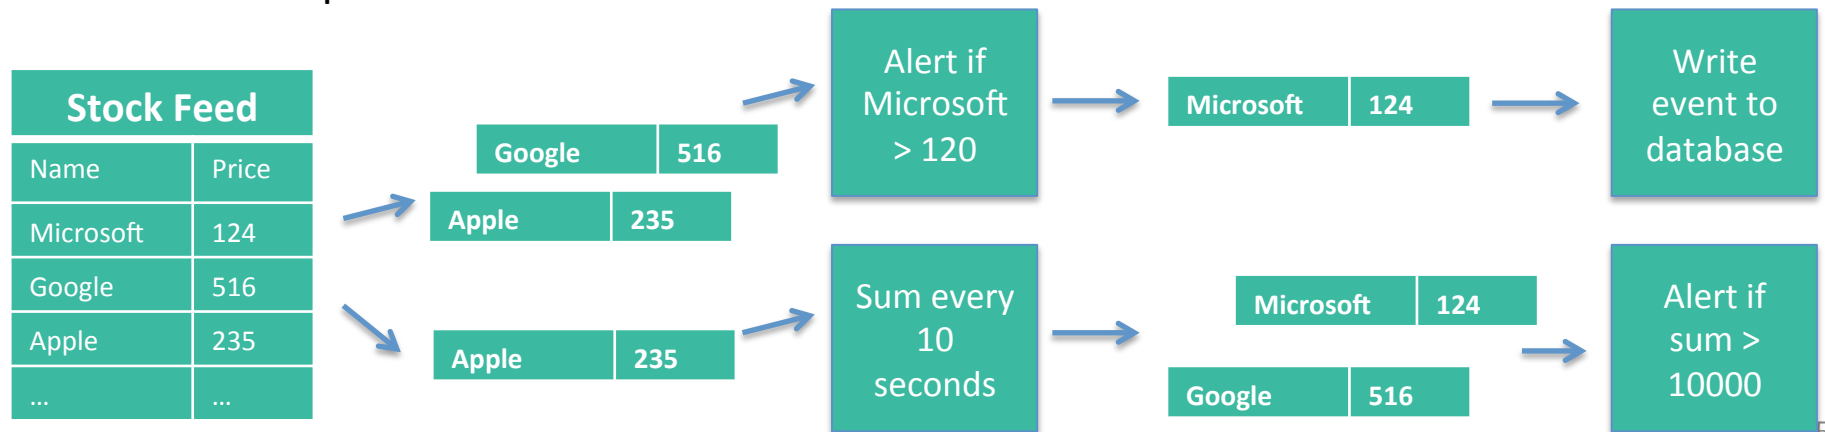 Stock Feed
Name Price
Microsoft 124
Google 516
Apple 235
... ...
Google 516
Apple 235
Alert if
Microsoft
> 120
Microsoft 124
Write
event to
database
Apple 235
Sum every
10
seconds
Microsoft 124
Google 516
Alert if
sum >
10000